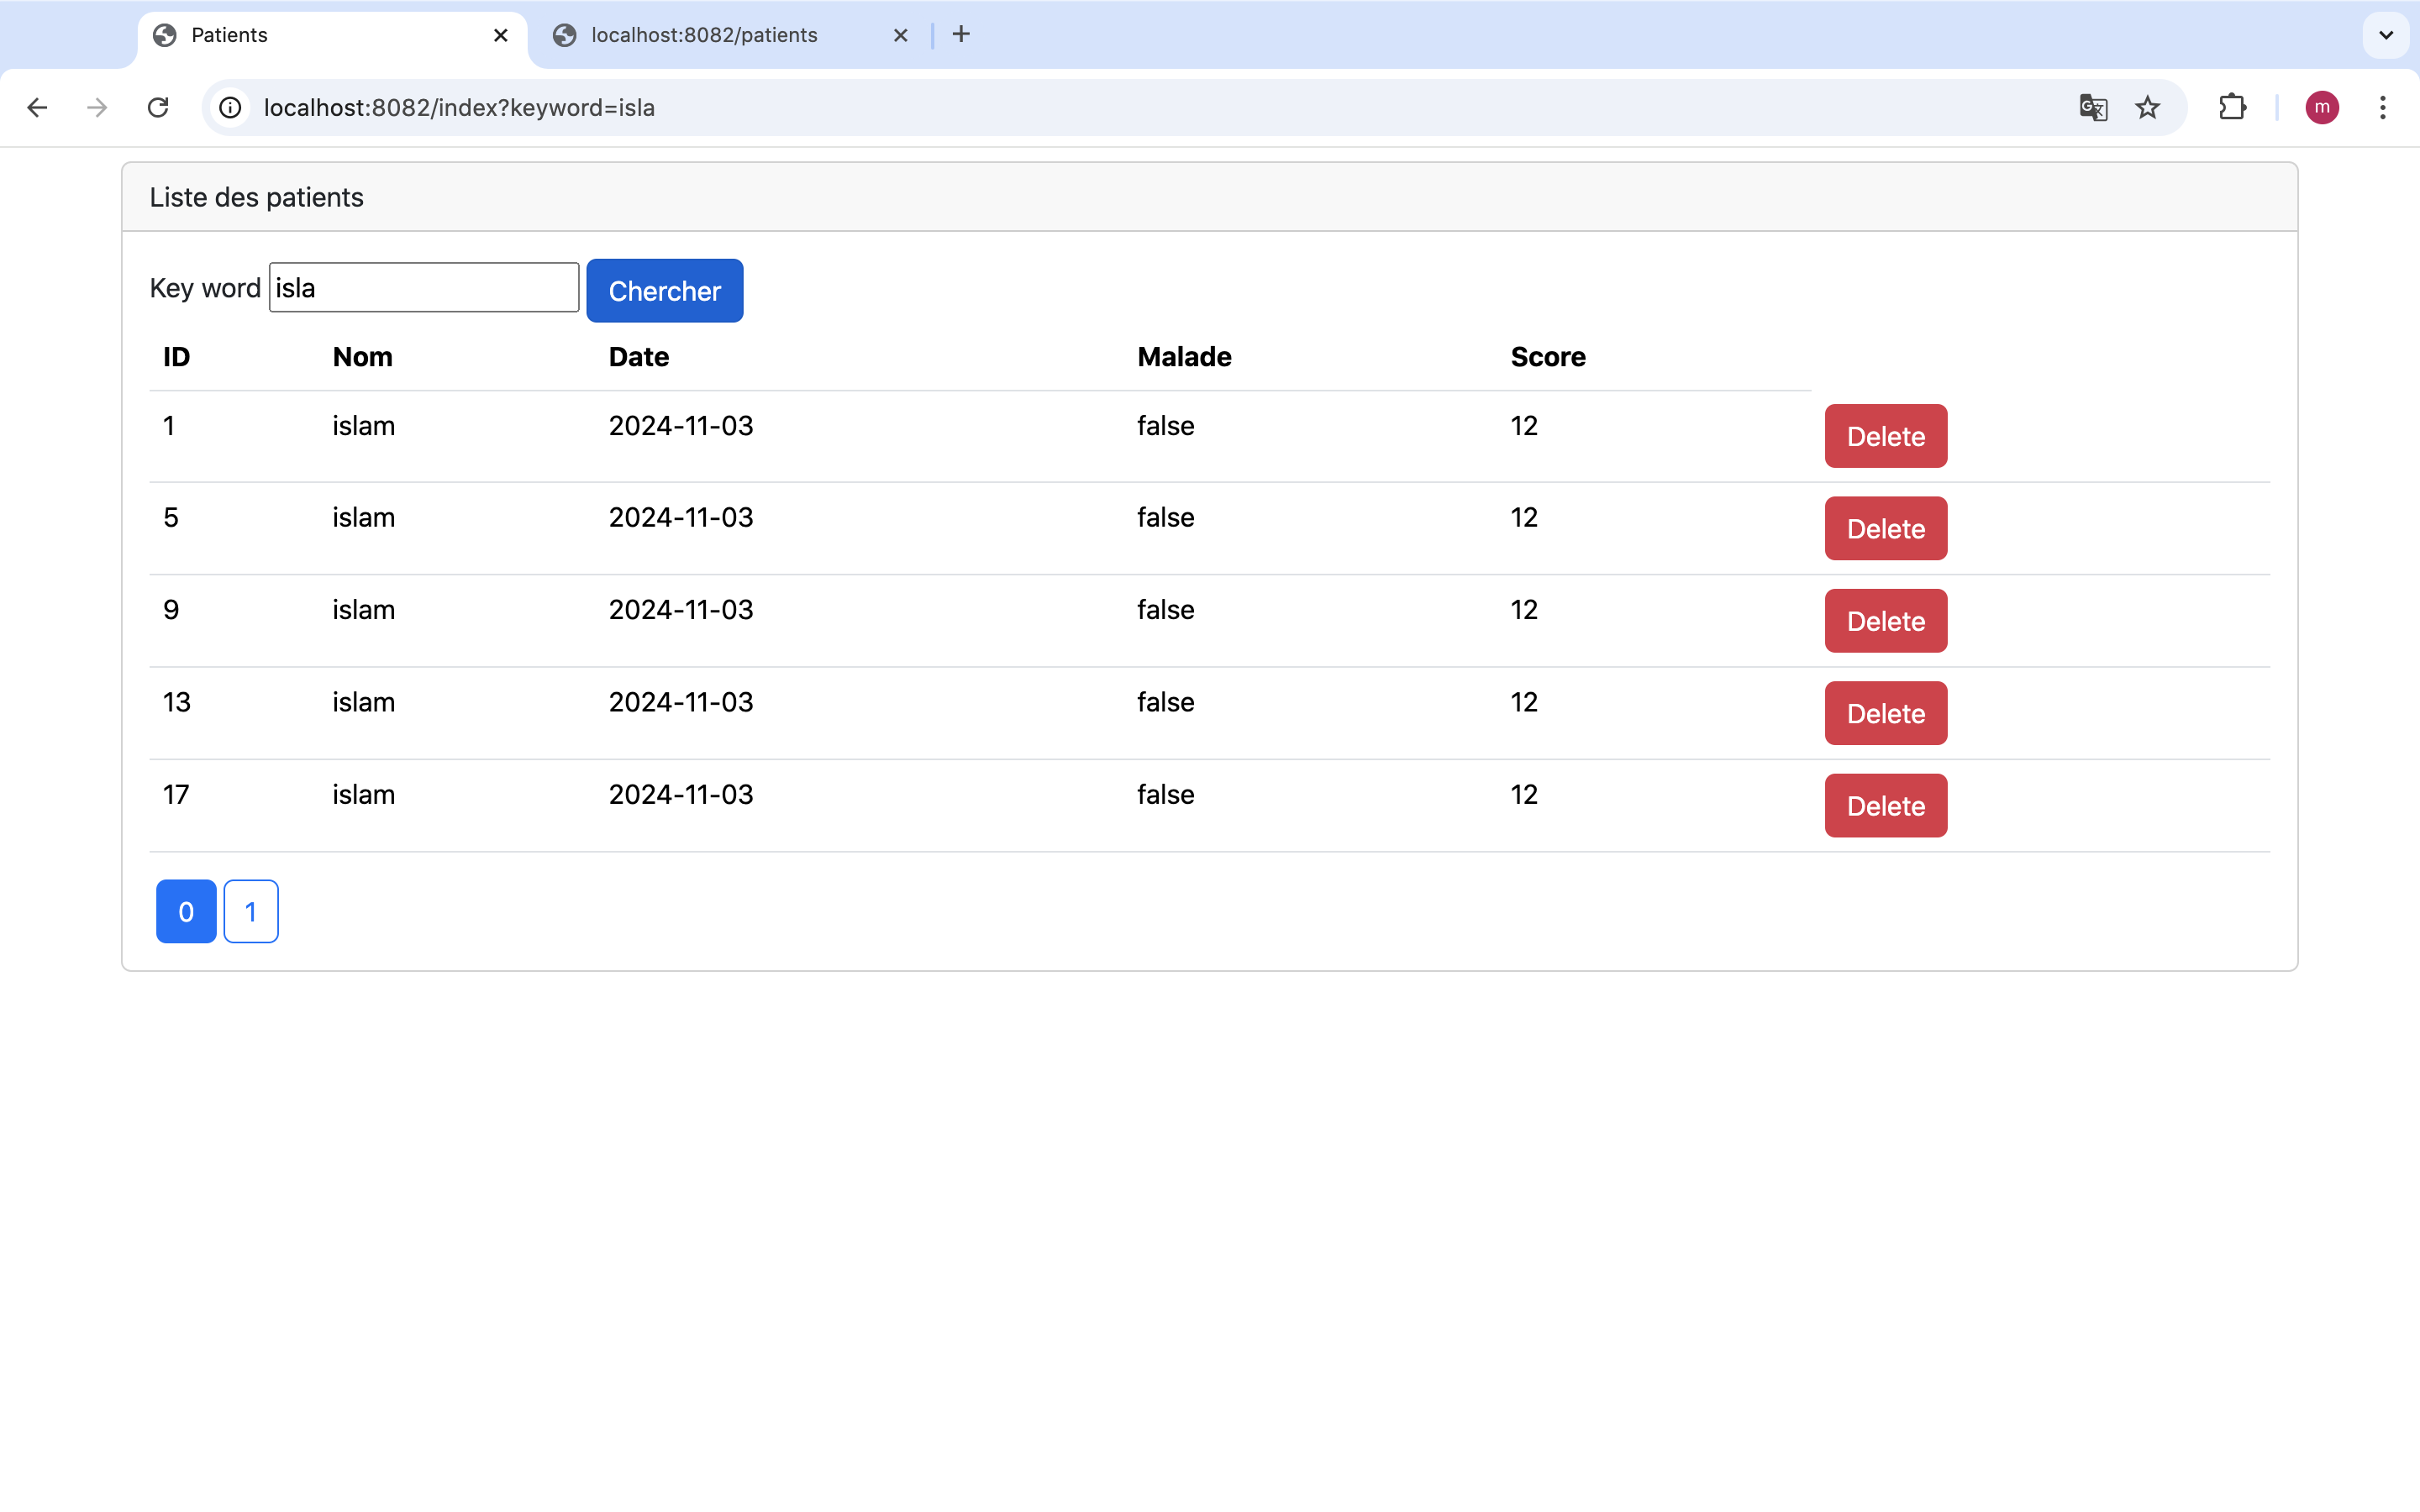 Patients
localhost:8082/patients
localhost:8082/index?keyword=isla
m
Liste des patients
Key word isla Chercher
ID Nom Date Malade Score
1 islam 2024-11-03 false 12 Delete
5 islam 2024-11-03 false 12 Delete
9 islam 2024-11-03 false 12 Delete
13 islam 2024-11-03 false 12 Delete
17 islam 2024-11-03 false 12 Delete
0 1